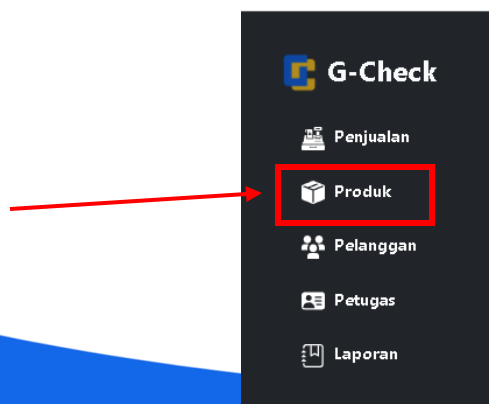 G-Check
Penjualan
Produk
Pelanggan
Petugas
Laporan